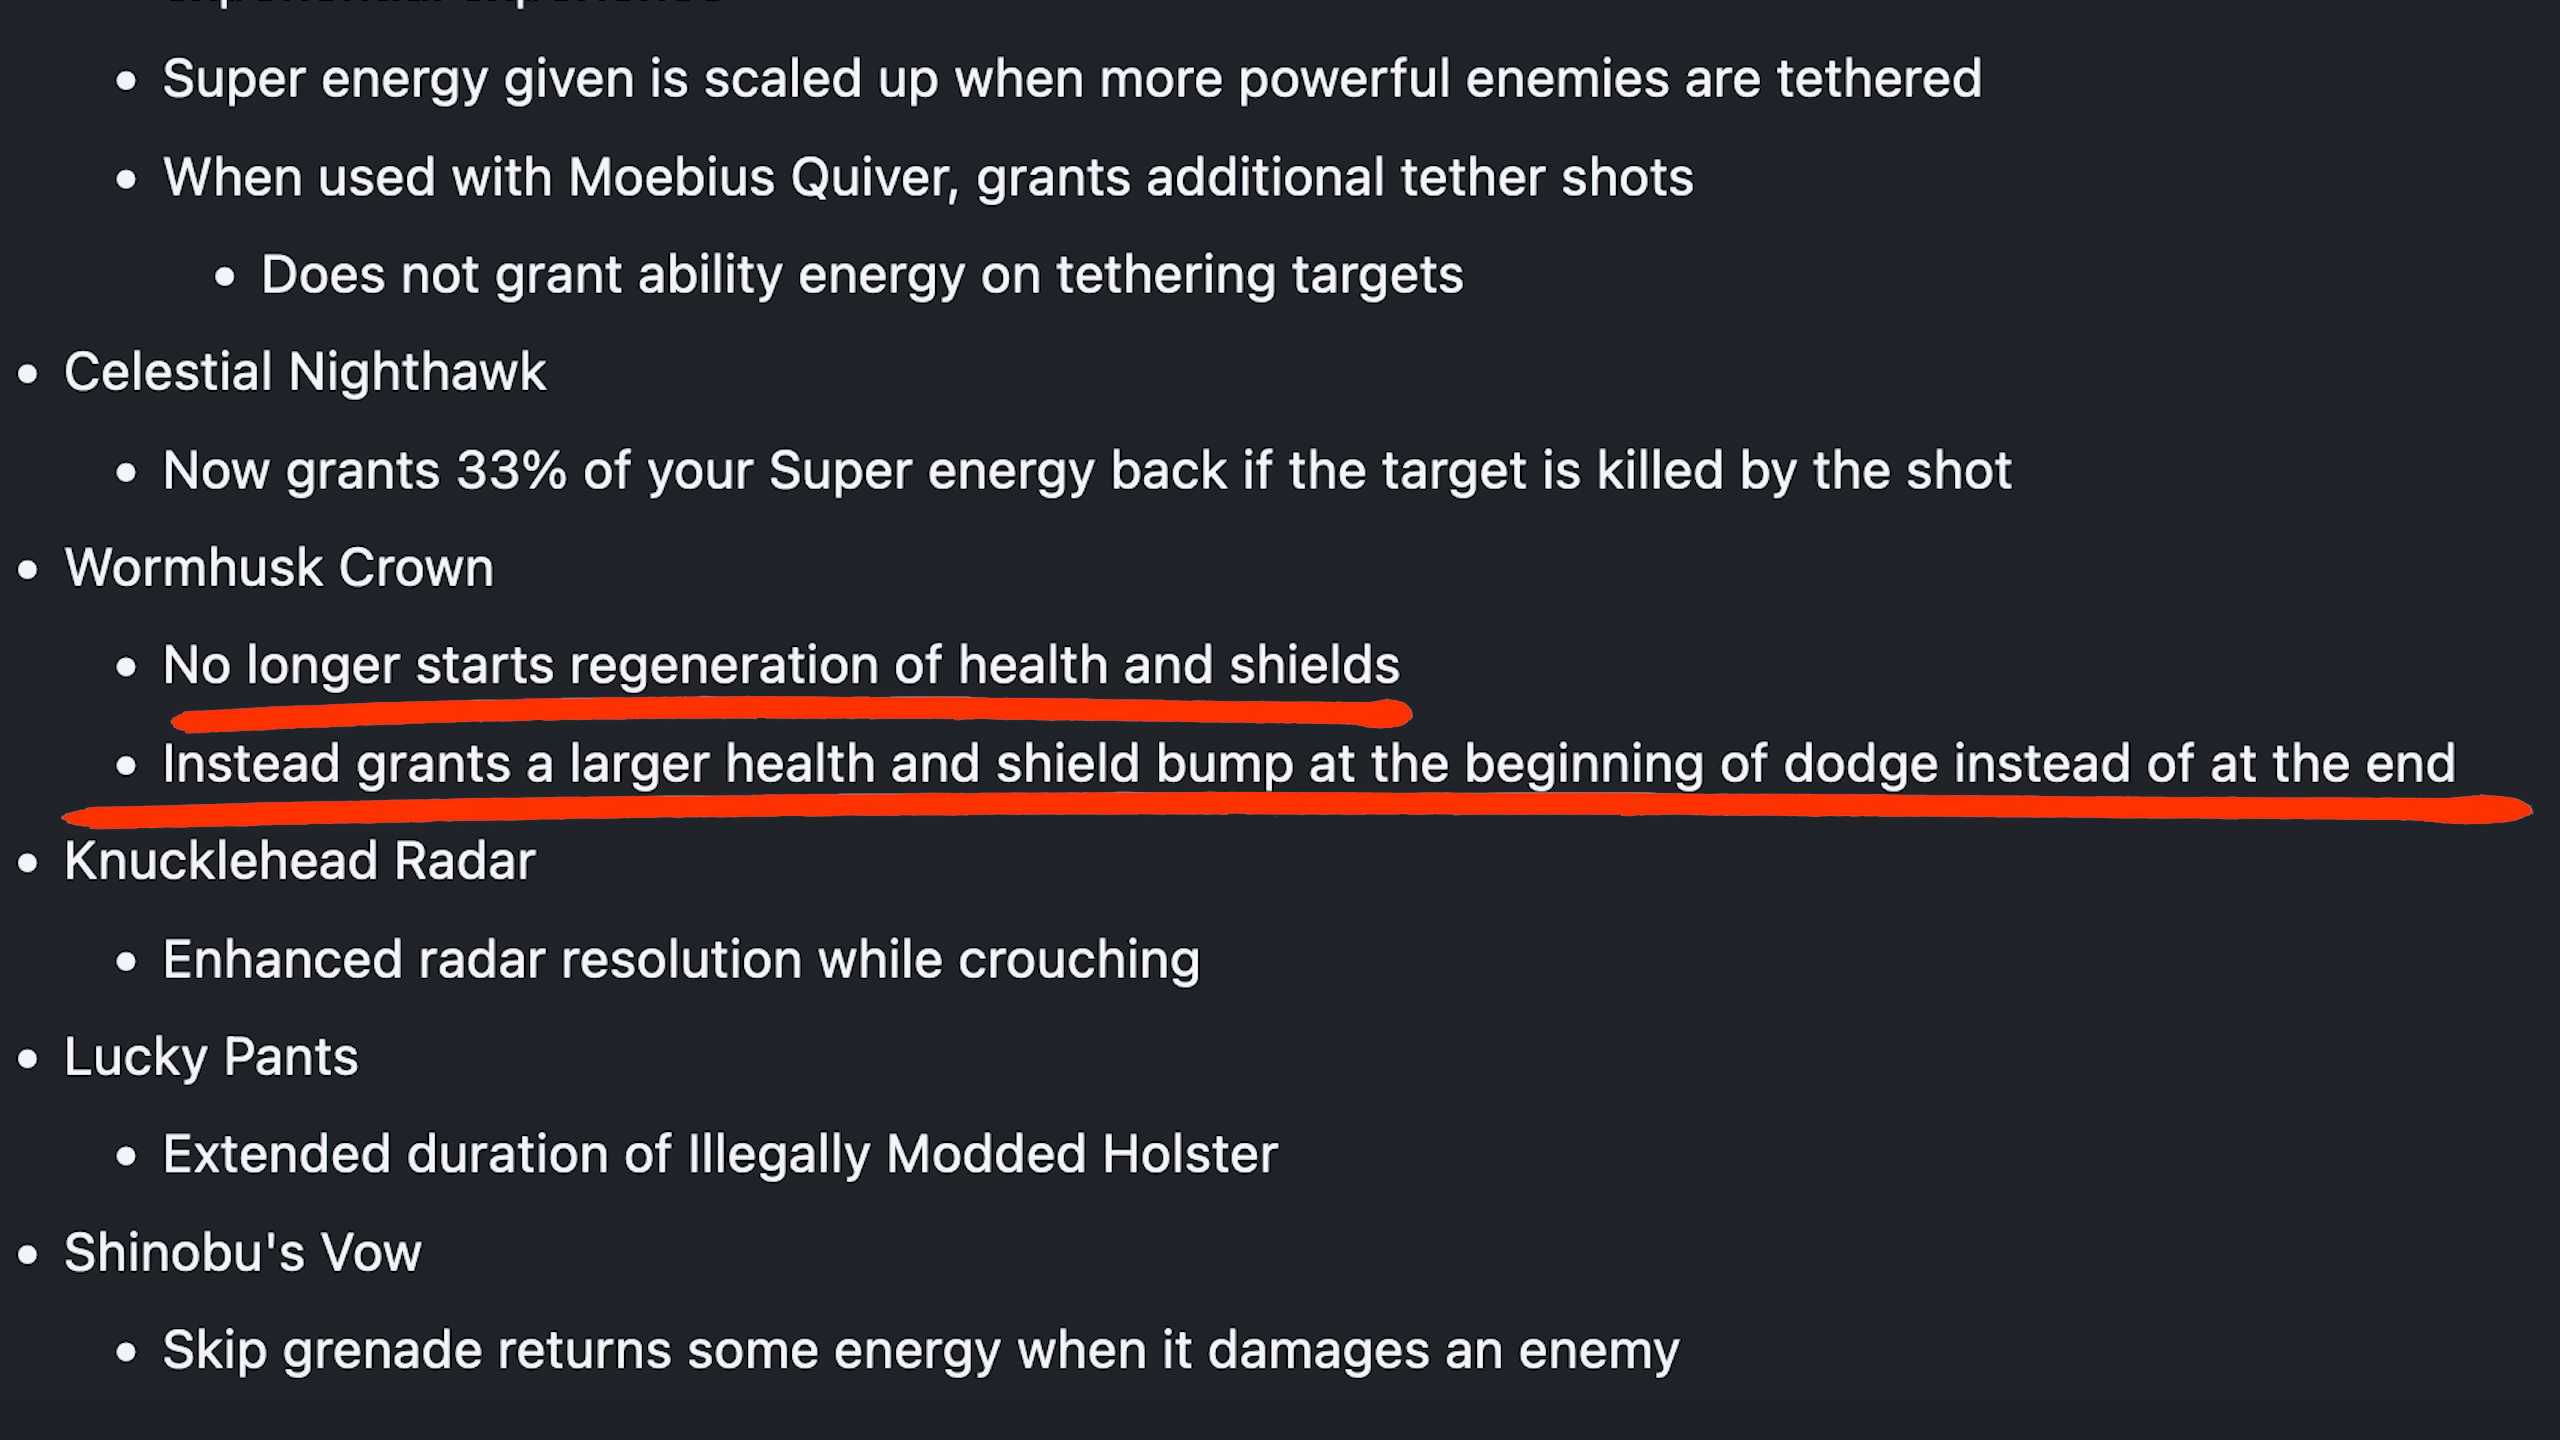 Super energy given is scaled up when more powerful enemies are tethered
When used with Moebius Quiver, grants additional tether shots
Does not grant ability energy on tethering targets
Celestial Nighthawk
Now grants 33% of your Super energy back if the target is killed by the shot
Wormhusk Crown
No longer starts regeneration of health and shields
Instead grants a larger health and shield bump at the beginning of dodge instead of at the end
Knucklehead Radar
Enhanced radar resolution while crouching
Lucky Pants
Extended duration of Illegally Modded Holster
Shinobu's Vow
Skip grenade returns some energy when it damages an enemy